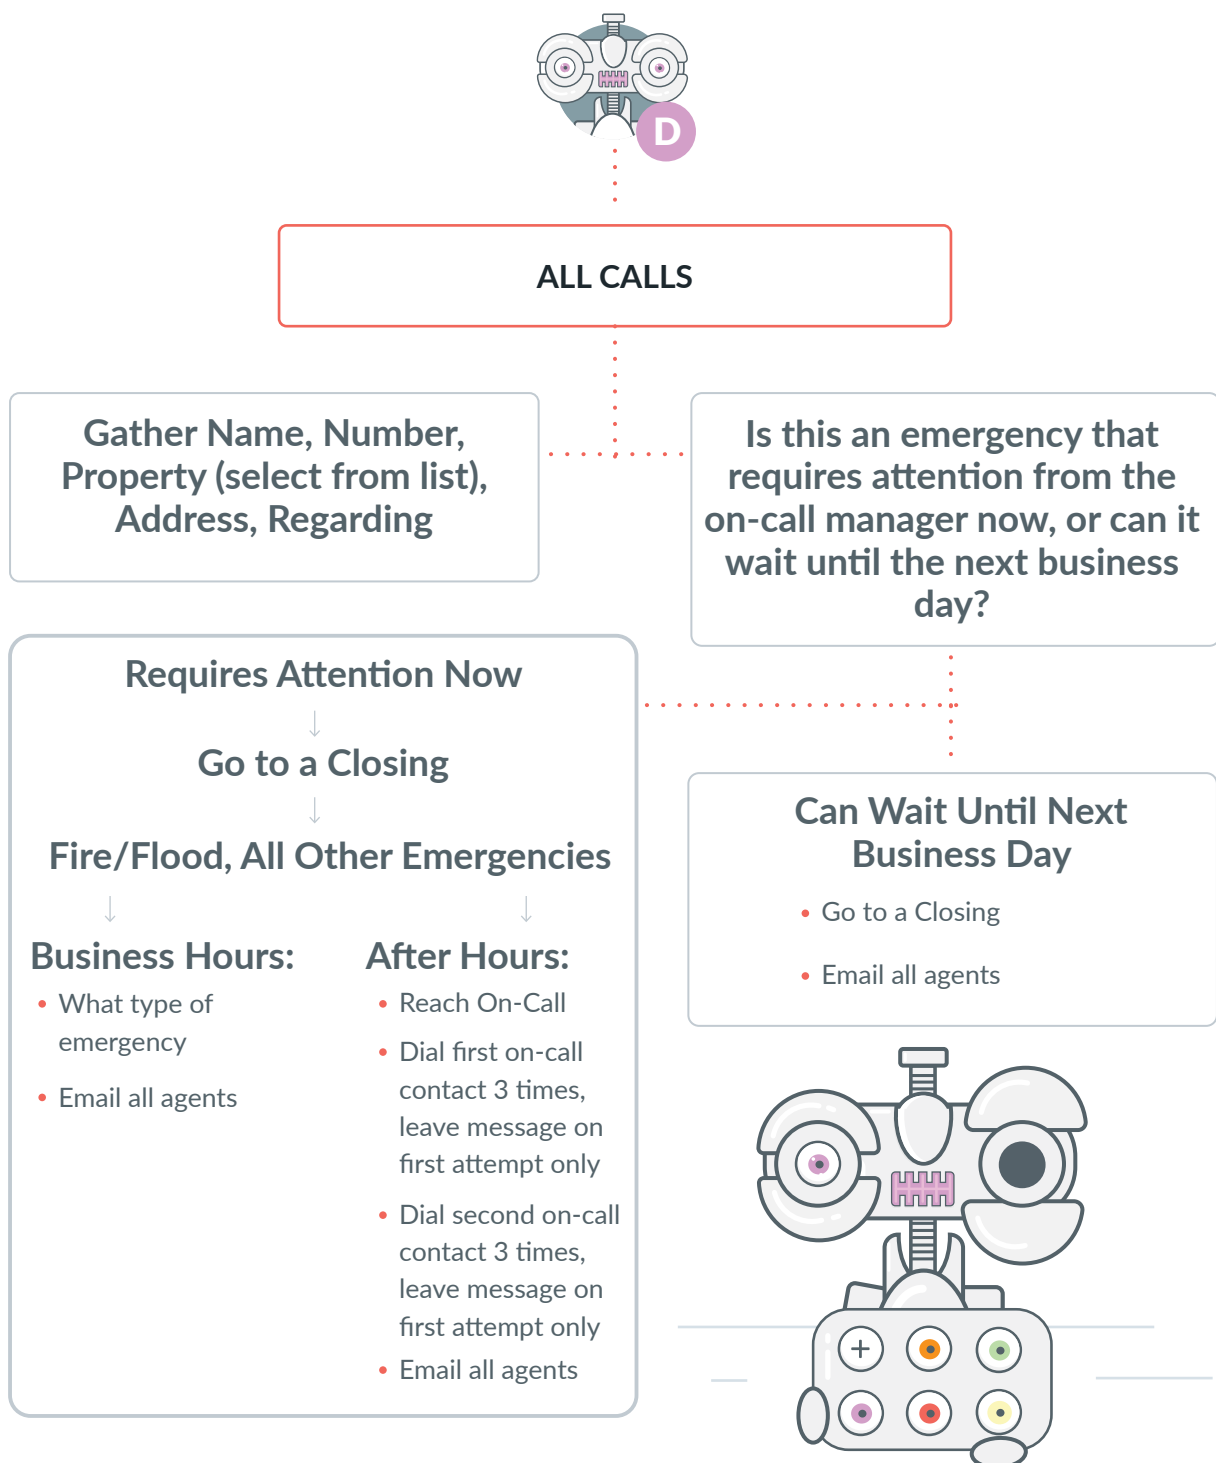 D
ALL CALLS
Gather Name, Number,
Property (select from list),
Address, Regarding
Is this an emergency that
requires attention from the
on-call manager now, or can it
wait until the next business
day?
Requires Attention Now
↓
Go to a Closing
↓
Fire/Flood, All Other Emergencies
↓ ↓
Business Hours:
• What type of
emergency
• Email all agents
After Hours:
• Reach On-Call
• Dial first on-call
contact 3 times,
leave message on
first attempt only
• Dial second on-call
contact 3 times,
leave message on
first attempt only
• Email all agents
Can Wait Until Next
Business Day
• Go to a Closing
• Email all agents